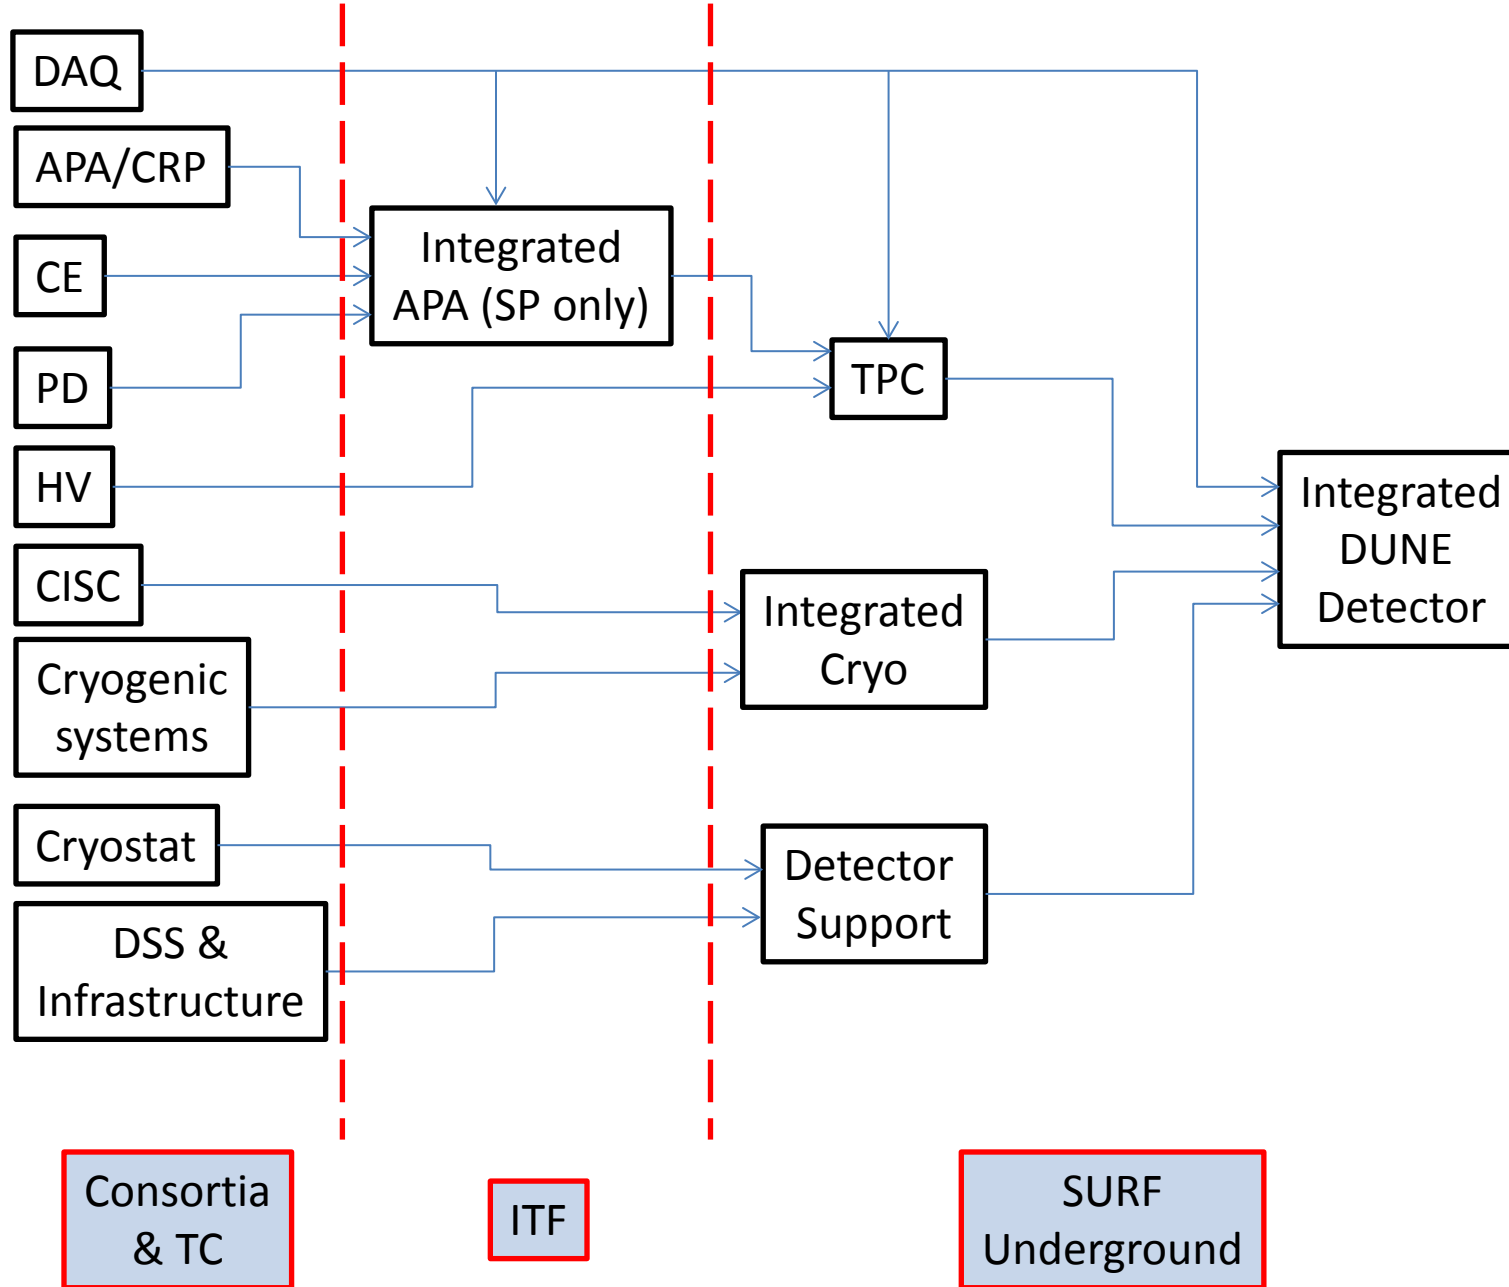 DAQ
APA/CRP
CE
PD
HV
CISC
Cryogenic
systems
Cryostat
DSS &
Infrastructure
Integrated
APA (SP only)
TPC
Integrated
Cryo
Detector
Support
Integrated
DUNE
Detector
Consortia
& TC
ITF
SURF
Underground